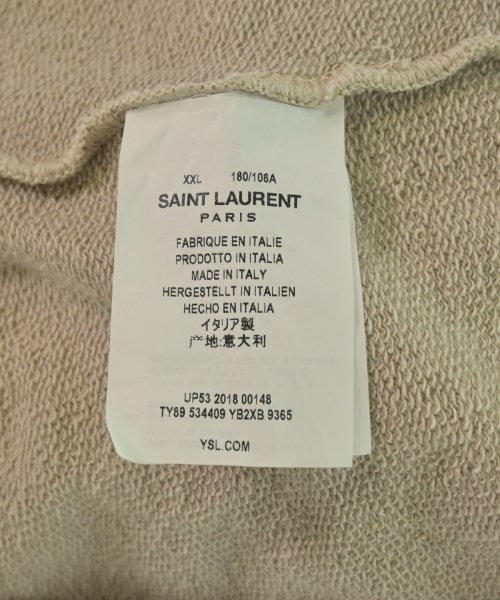 XXL 180/108A
SAINT LAURENT
PARIS
FABRIQUE EN ITALIE
PRODOTTO IN ITALIA
MADE IN ITALY
HERGESTELLT IN ITALIEN
HECHO EN ITALIA
イタリア製
产地:意大利
UP53 2018 00148
TY89 534409 YB2XB 9365
YSL.COM